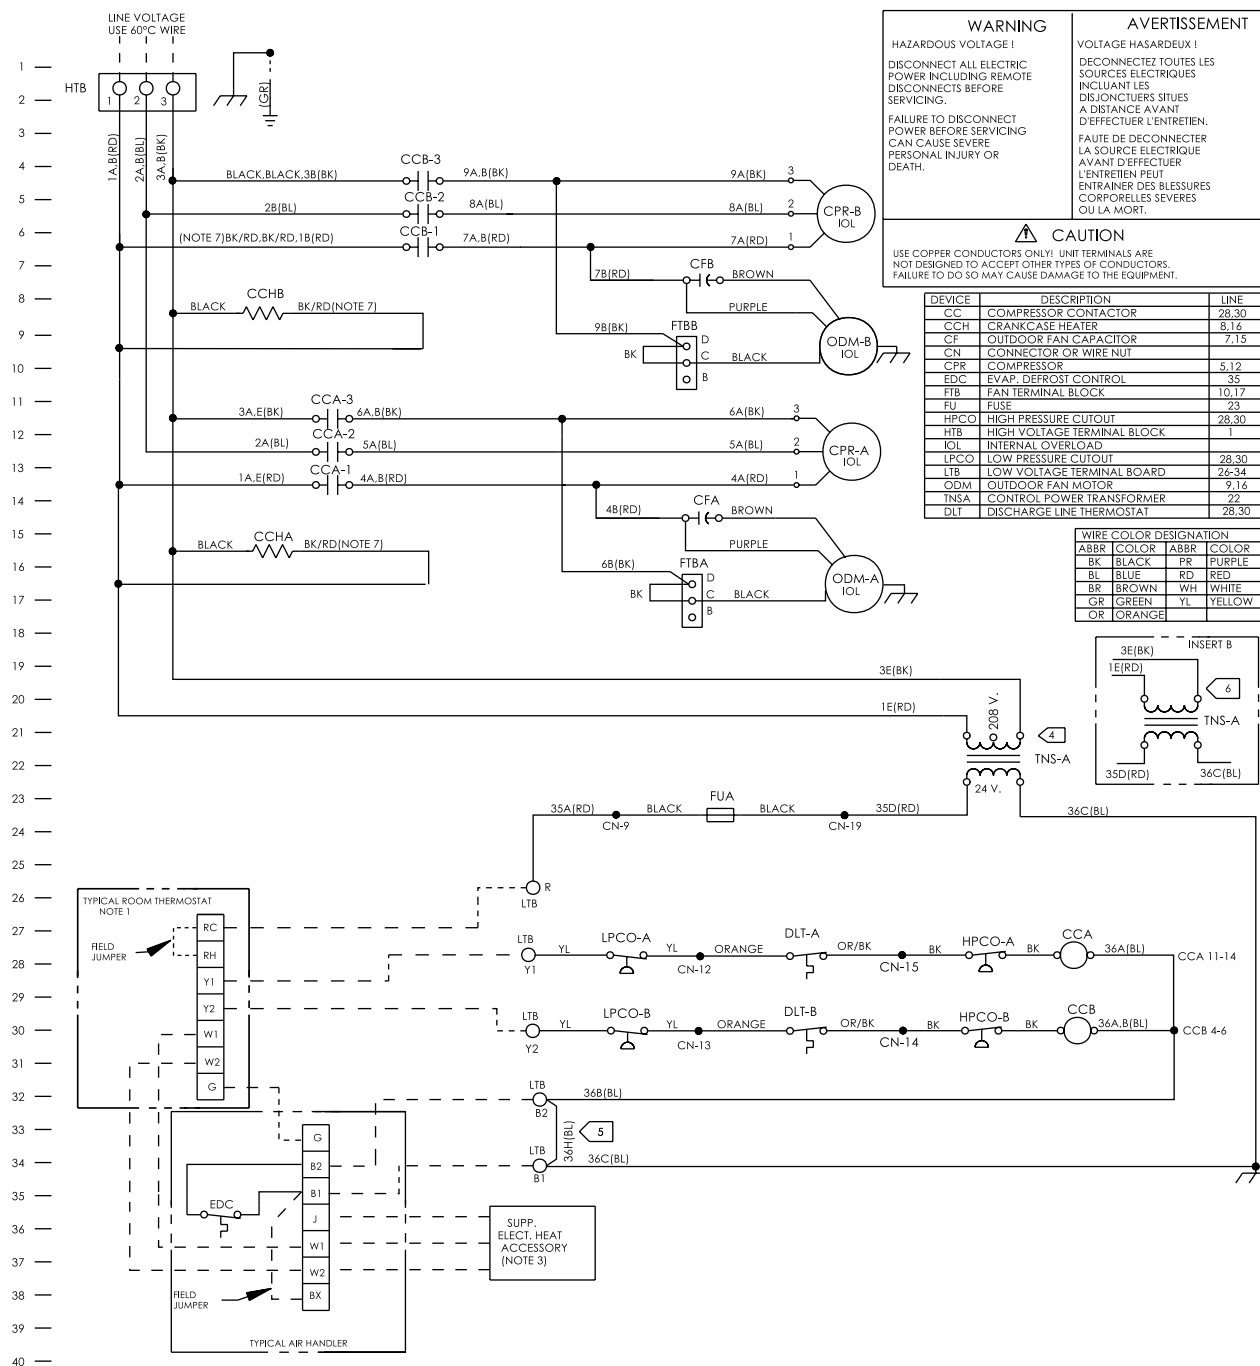 LINE VOLTAGE
USE 60°C WIRE
HTB
1 2 3
1A,B(RD)
2A,B(BL)
3A,B(BK)
(GR)
1
2
3
4
5
6
7
8
9
10
11
12
13
14
15
16
17
18
19
20
21
22
23
24
25
26
27
28
29
30
31
32
33
34
35
36
37
38
39
40
WARNING
HAZARDOUS VOLTAGE !
DISCONNECT ALL ELECTRIC
POWER INCLUDING REMOTE
DISCONNECTS BEFORE
SERVICING.
FAILURE TO DISCONNECT
POWER BEFORE SERVICING
CAN CAUSE SEVERE
PERSONAL INJURY OR
DEATH.
AVERTISSEMENT
VOLTAGE HASARDEUX !
DECONNECTEZ TOUTES LES
SOURCES ELECTRIQUES
INCLUANT LES
DISJONCTUERS SITUES
A DISTANCE AVANT
D'EFFECTUER L'ENTRETIEN.
FAUTE DE DECONNECTER
LA SOURCE ELECTRIQUE
AVANT D'EFFECTUER
L'ENTRETIEN PEUT
ENTRAINER DES BLESSURES
CORPORELLES SEVERES
OU LA MORT.
CAUTION
USE COPPER CONDUCTORS ONLY! UNIT TERMINALS ARE
NOT DESIGNED TO ACCEPT OTHER TYPES OF CONDUCTORS.
FAILURE TO DO SO MAY CAUSE DAMAGE TO THE EQUIPMENT.
DEVICE DESCRIPTION LINE
CC COMPRESSOR CONTACTOR 28,30
CCH CRANKCASE HEATER 8,16
CF OUTDOOR FAN CAPACITOR 7,15
CN CONNECTOR OR WIRE NUT
CPR COMPRESSOR 5,12
EDC EVAP. DEFROST CONTROL 35
FTB FAN TERMINAL BLOCK 10,17
FU FUSE 23
HPCO HIGH PRESSURE CUTOUT 28,30
HTB HIGH VOLTAGE TERMINAL BLOCK 1
IOL INTERNAL OVERLOAD
LPCO LOW PRESSURE CUTOUT 28,30
LTB LOW VOLTAGE TERMINAL BOARD 26-34
ODM OUTDOOR FAN MOTOR 9,16
TNSA CONTROL POWER TRANSFORMER 22
DLT DISCHARGE LINE THERMOSTAT 28,30
WIRE COLOR DESIGNATION
ABBR COLOR ABBR COLOR
BK BLACK PR PURPLE
BL BLUE RD RED
BR BROWN WH WHITE
GR GREEN YL YELLOW
OR ORANGE
BLACK,BLACK,3B(BK) CCB-3 9A,B(BK) 9A(BK) 3
2B(BL) CCB-2 8A(BL) 8A(BL) 2
(NOTE 7)BK/RD,BK/RD,1B(RD) CCB-1 7A,B(RD) 7A(RD) 1
CPR-B
IOL
7B(RD) CFB BROWN
PURPLE
BLACK CCHB BK/RD(NOTE 7)
9B(BK) FTBB
BK D
C BLACK
B
ODM-B
IOL
3A,E(BK) CCA-3 6A,B(BK) 6A(BK) 3
2A(BL) CCA-2 5A(BL) 5A(BL) 2
1A,E(RD) CCA-1 4A,B(RD) 4A(RD) 1
CPR-A
IOL
4B(RD) CFA BROWN
PURPLE
BLACK CCHA BK/RD(NOTE 7)
6B(BK) FTBA
BK D
C BLACK
B
ODM-A
IOL
3E(BK)
1E(RD)
208 V.
4
TNS-A
24 V.
INSERT B
3E(BK)
1E(RD)
6
TNS-A
35D(RD) 36C(BL)
35A(RD) CN-9 BLACK FUA BLACK CN-19 35D(RD)
36C(BL)
R
LTB
TYPICAL ROOM THERMOSTAT
NOTE 1
FIELD
JUMPER
RC
RH
Y1
Y2
W1
W2
G
LTB
Y1 YL LPCO-A YL CN-12 ORANGE DLT-A OR/BK CN-15 BK HPCO-A BK CCA 36A(BL) CCA 11-14
LTB
Y2 YL LPCO-B YL CN-13 ORANGE DLT-B OR/BK CN-14 BK HPCO-B BK CCB 36A,B(BL) CCB 4-6
LTB
B2
36B(BL)
36H(BL)
5
LTB
B1
36C(BL)
G
B2
B1
J
W1
W2
BX
EDC
FIELD
JUMPER
SUPP.
ELECT. HEAT
ACCESSORY
(NOTE 3)
TYPICAL AIR HANDLER